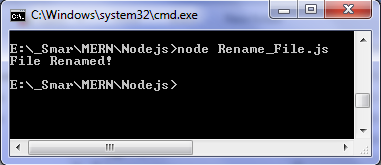 C:\Windows\system32\cmd.exe
E:\_Smar\MERN\Nodejs>node Rename_File.js
File Renamed!
E:\_Smar\MERN\Nodejs>